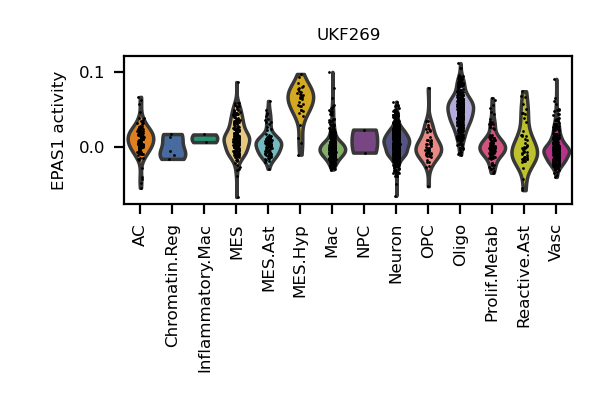 UKF269
EPAS1 activity
0.1
0.0
AC
Chromatin.Reg
Inflammatory.Mac
MES
MES.Ast
MES.Hyp
Mac
NPC
Neuron
OPC
Oligo
Prolif.Metab
Reactive.Ast
Vasc